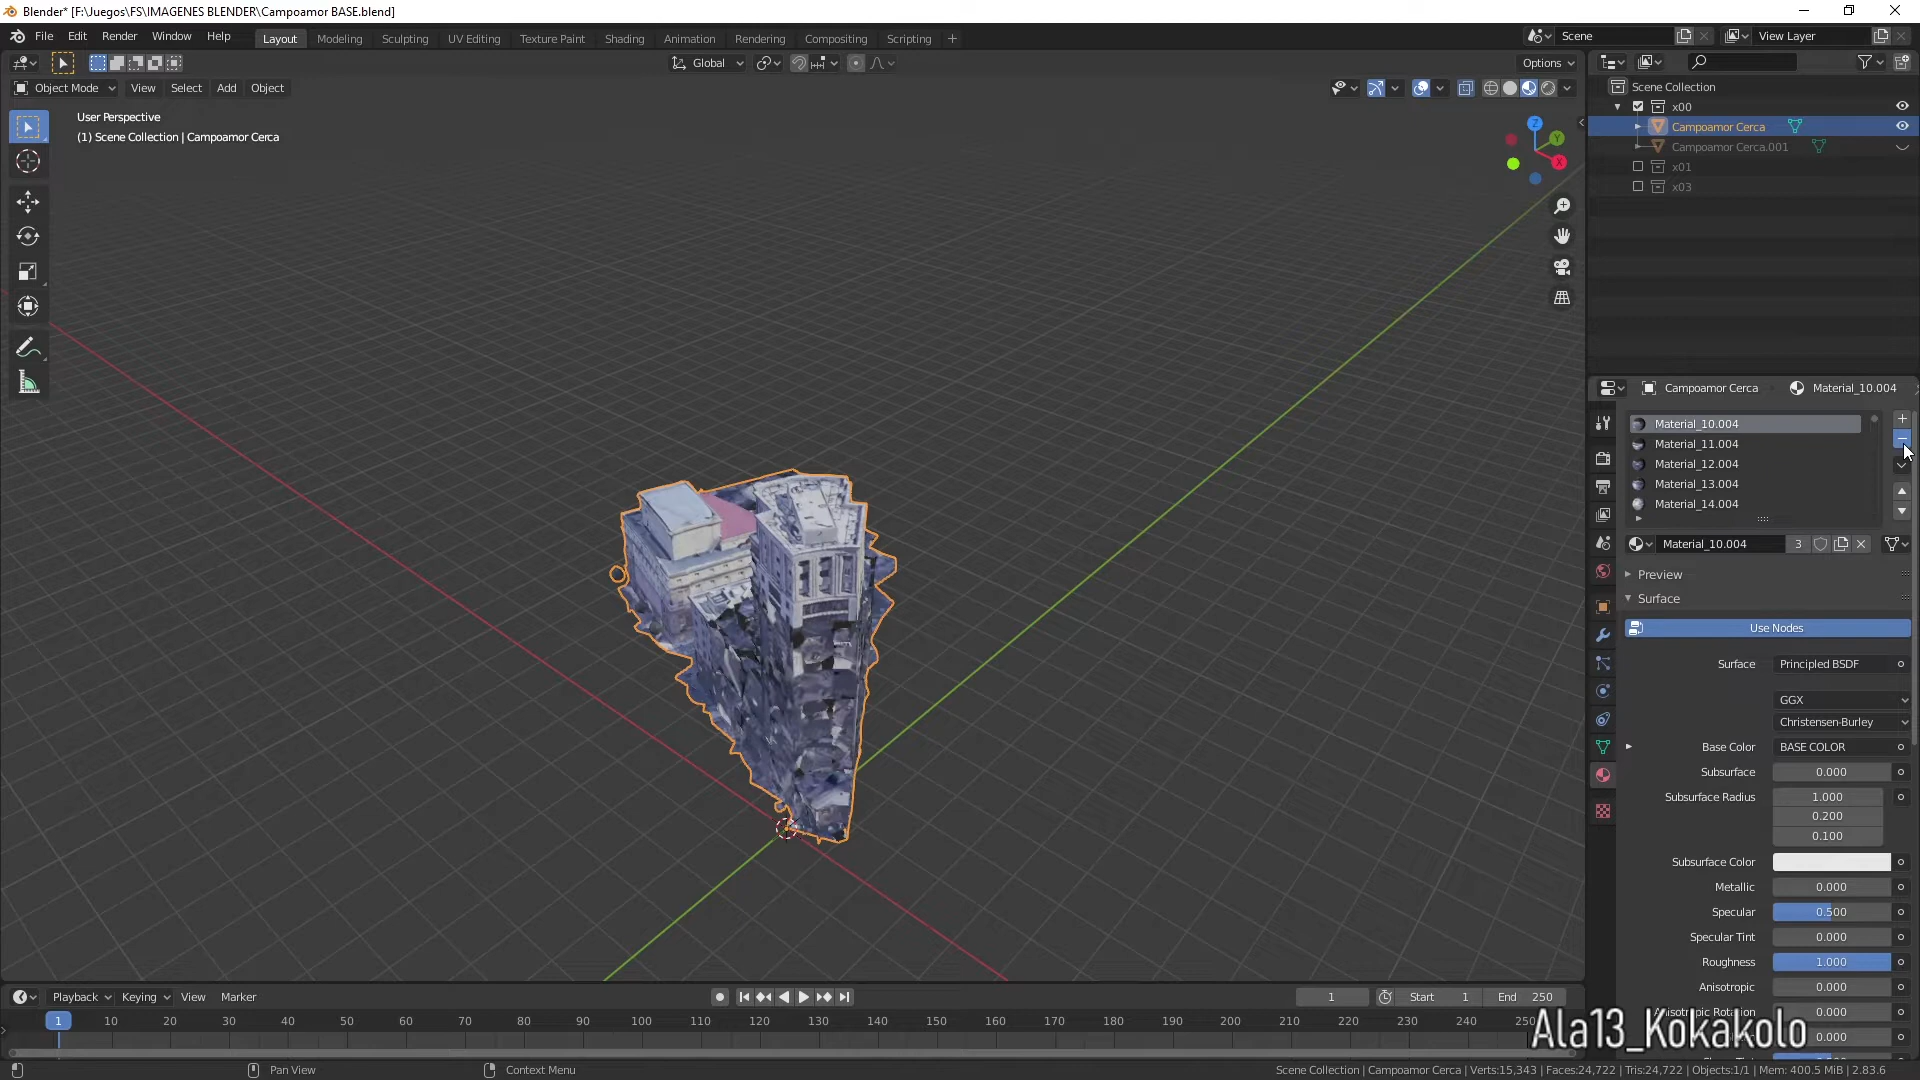 Blender* [F:\Juegos\FS\IMAGENES BLENDER\Campoamor BASE.blend]
File Edit Render Window Help Layout Modeling Sculpting UV Editing Texture Paint Shading Animation Rendering Compositing Scripting + Scene View Layer
Global Options
Object Mode View Select Add Object
User Perspective
(1) Scene Collection | Campoamor Cerca
Z
Y
X
Scene Collection
x00
Campoamor Cerca
Campoamor Cerca.001
x01
x03
Campoamor Cerca Material_10.004
Material_10.004
Material_11.004
Material_12.004
Material_13.004
Material_14.004
Material_10.004 3
Preview
Surface
Use Nodes
Surface Principled BSDF
GGX
Christensen-Burley
Base Color BASE COLOR
Subsurface 0.000
Subsurface Radius 1.000
0.200
0.100
Subsurface Color
Metallic 0.000
Specular 0.500
Specular Tint 0.000
Roughness 1.000
Anisotropic 0.000
Anisotropic Rotation 0.000
0.000
Playback Keying View Marker 1 Start 1 End 250
1 10 20 30 40 50 60 70 80 90 100 110 120 130 140 150 160 170 180 190 200 210 220 230 240 250
Ala13_Kokakolo
Pan View Context Menu Scene Collection | Campoamor Cerca | Verts:15,343 | Faces:24,722 | Tris:24,722 | Objects:1/1 | Mem: 400.5 MiB | 2.83.6